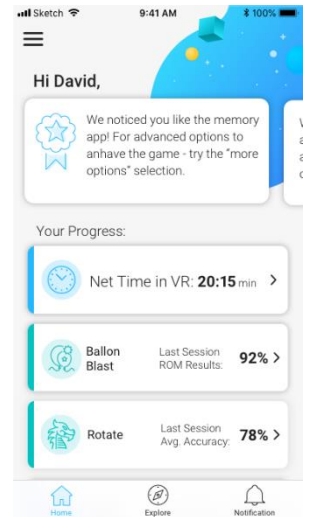 Sketch 9:41 AM 100%
Hi David,
We noticed you like the memory
app! For advanced options to
anhave the game - try the "more
options" selection.
Your Progress:
Net Time in VR: 20:15 min >
Ballon
Blast
Last Session
ROM Results:
92% >
Rotate
Last Session
Avg. Accuracy:
78% >
Home Explore Notification